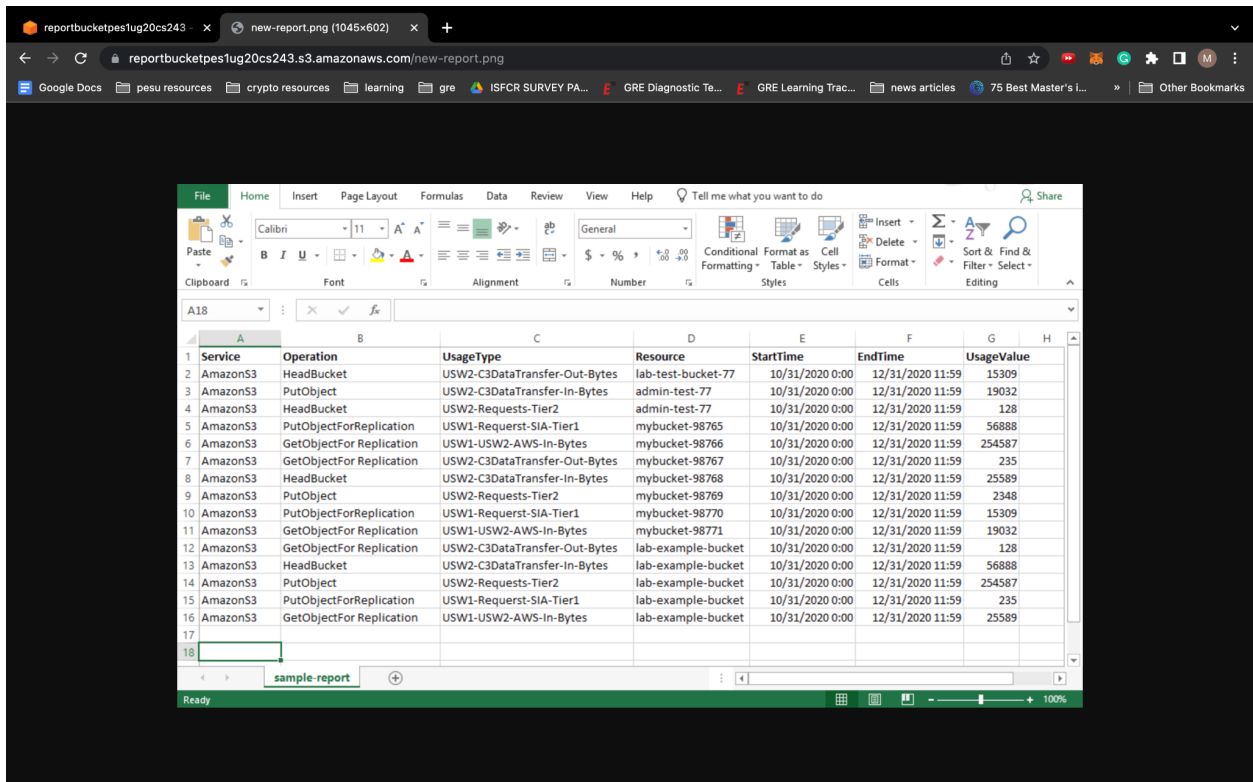 reportbucketpes1ug20cs243 - new-report.png (1045×602)
reportbucketpes1ug20cs243.s3.amazonaws.com/new-report.png M
Google Docs pesu resources crypto resources learning gre ISFCR SURVEY PA... GRE Diagnostic Te... GRE Learning Trac... news articles 75 Best Master's i... » Other Bookmarks
File Home Insert Page Layout Formulas Data Review View Help Tell me what you want to do Share
Paste Calibri 11 A A B I U A ab General $ % , .00 Conditional Formatting Format as Table Cell Styles Insert Delete Format Σ Sort & Filter Find & Select
Clipboard Font Alignment Number Styles Cells Editing
A18 fx
A B C D E F G H
1 Service Operation UsageType Resource StartTime EndTime UsageValue
2 AmazonS3 HeadBucket USW2-C3DataTransfer-Out-Bytes lab-test-bucket-77 10/31/2020 0:00 12/31/2020 11:59 15309
3 AmazonS3 PutObject USW2-C3DataTransfer-In-Bytes admin-test-77 10/31/2020 0:00 12/31/2020 11:59 19032
4 AmazonS3 HeadBucket USW2-Requests-Tier2 admin-test-77 10/31/2020 0:00 12/31/2020 11:59 128
5 AmazonS3 PutObjectForReplication USW1-Requerst-SIA-Tier1 mybucket-98765 10/31/2020 0:00 12/31/2020 11:59 56888
6 AmazonS3 GetObjectFor Replication USW1-USW2-AWS-In-Bytes mybucket-98766 10/31/2020 0:00 12/31/2020 11:59 254587
7 AmazonS3 GetObjectFor Replication USW2-C3DataTransfer-Out-Bytes mybucket-98767 10/31/2020 0:00 12/31/2020 11:59 235
8 AmazonS3 HeadBucket USW2-C3DataTransfer-In-Bytes mybucket-98768 10/31/2020 0:00 12/31/2020 11:59 25589
9 AmazonS3 PutObject USW2-Requests-Tier2 mybucket-98769 10/31/2020 0:00 12/31/2020 11:59 2348
10 AmazonS3 PutObjectForReplication USW1-Requerst-SIA-Tier1 mybucket-98770 10/31/2020 0:00 12/31/2020 11:59 15309
11 AmazonS3 GetObjectFor Replication USW1-USW2-AWS-In-Bytes mybucket-98771 10/31/2020 0:00 12/31/2020 11:59 19032
12 AmazonS3 GetObjectFor Replication USW2-C3DataTransfer-Out-Bytes lab-example-bucket 10/31/2020 0:00 12/31/2020 11:59 128
13 AmazonS3 HeadBucket USW2-C3DataTransfer-In-Bytes lab-example-bucket 10/31/2020 0:00 12/31/2020 11:59 56888
14 AmazonS3 PutObject USW2-Requests-Tier2 lab-example-bucket 10/31/2020 0:00 12/31/2020 11:59 254587
15 AmazonS3 PutObjectForReplication USW1-Requerst-SIA-Tier1 lab-example-bucket 10/31/2020 0:00 12/31/2020 11:59 235
16 AmazonS3 GetObjectFor Replication USW1-USW2-AWS-In-Bytes lab-example-bucket 10/31/2020 0:00 12/31/2020 11:59 25589
17
18
sample-report
Ready 100%